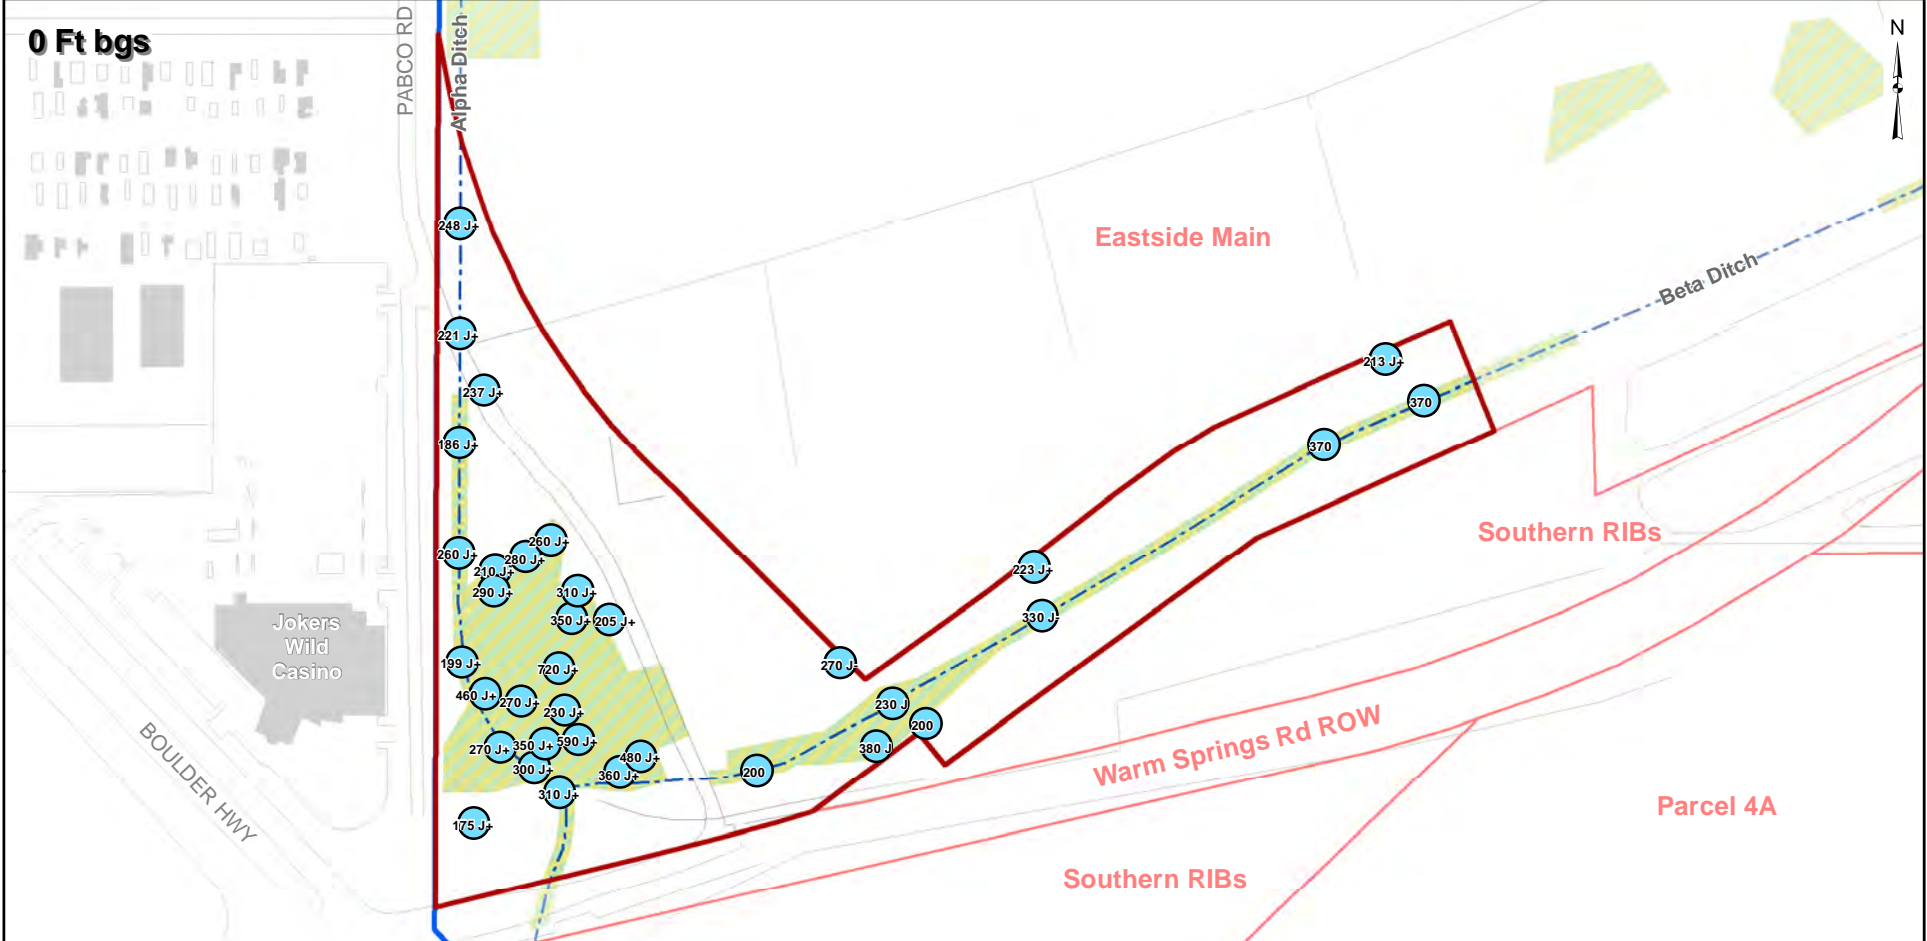 0 Ft bgs
PABCO RD
Alpha Ditch
N
248 J+
Eastside Main
Beta Ditch
221 J+
213 J+
237 J+
370
186 J+
370
Southern RIBs
260 J+
260 J+
280 J+
210 J+
223 J+
290 J+
310 J+
350 J+
205 J+
330 J-
Jokers
Wild
Casino
199 J+
720 J+
270 J-
460 J+
270 J+
230 J+
230 J
200
Warm Springs Rd ROW
270 J+
350 J+
590 J+
380 J
480 J+
300 J+
360 J+
200
310 J+
BOULDER HWY
175 J+
Parcel 4A
Southern RIBs